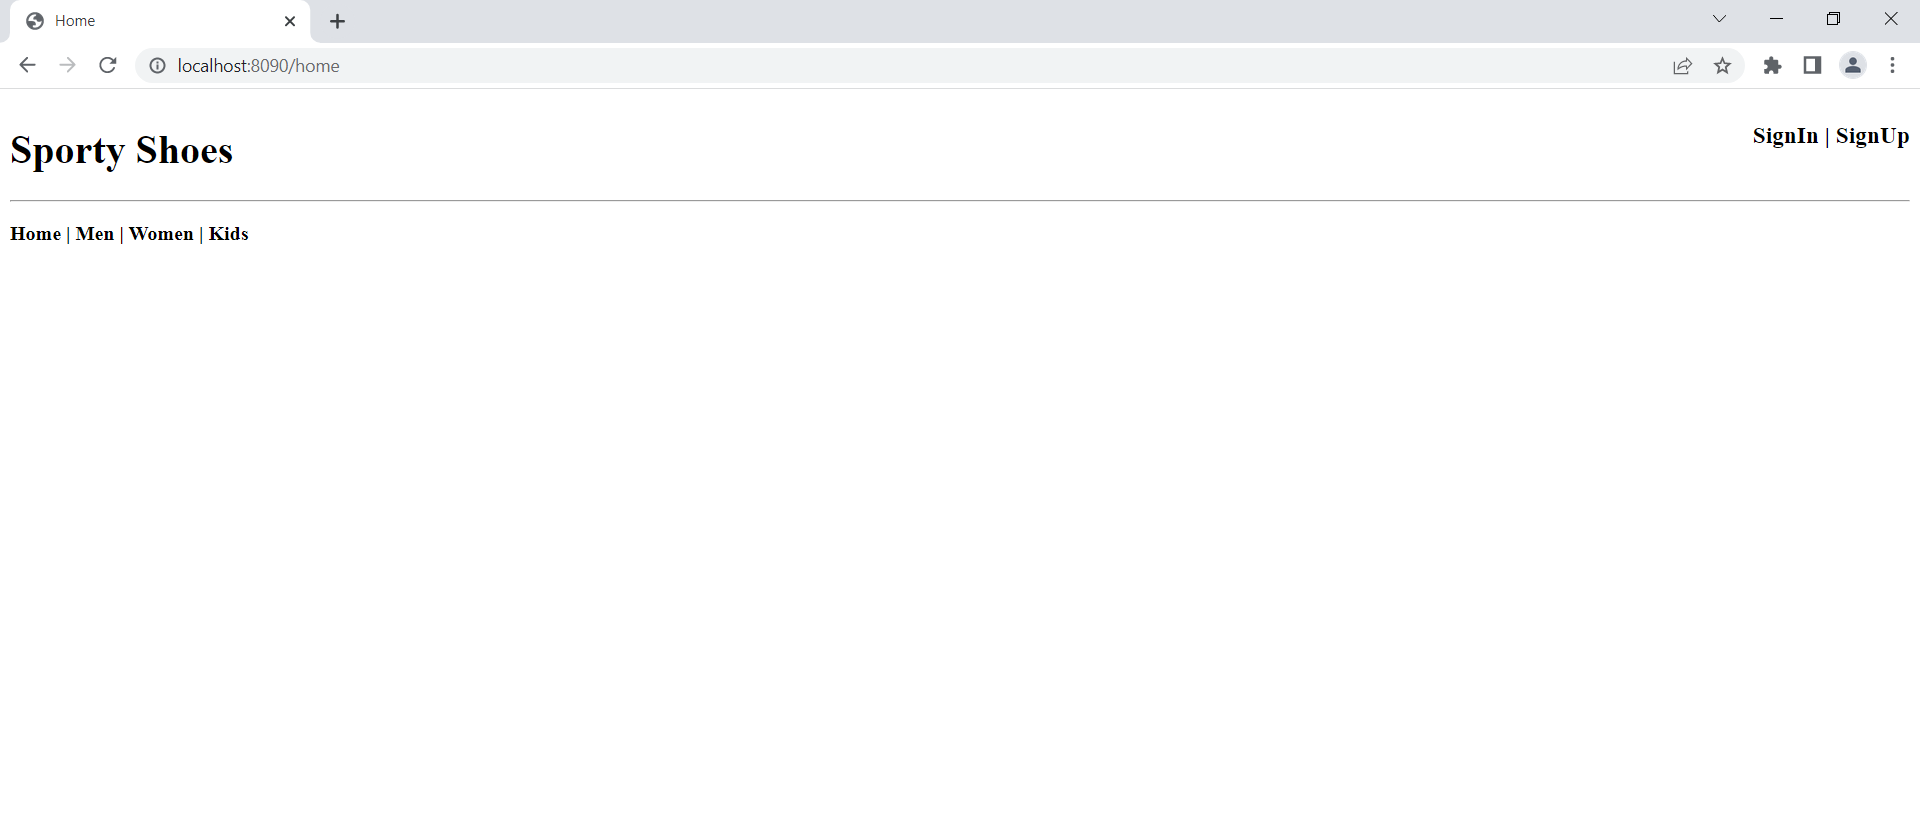 Home
localhost:8090/home
Sporty Shoes
SignIn | SignUp
Home | Men | Women | Kids